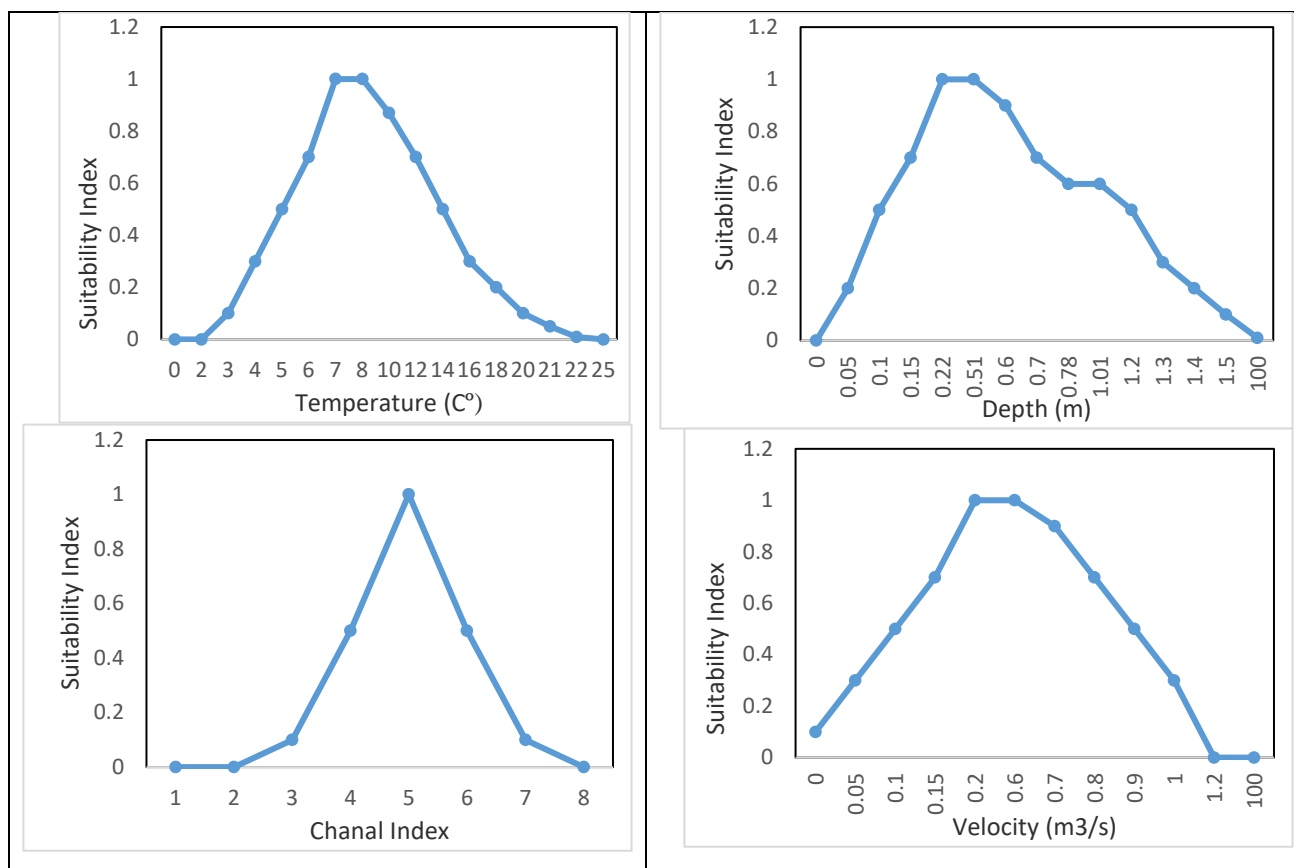 1.2
1
0.8
0.6
0.4
0.2
0
Suitability Index
0 2 3 4 5 6 7 8 10 12 14 16 18 20 21 22 25
Temperature (Cº)
1.2
1
0.8
0.6
0.4
0.2
0
Suitability Index
0 0.05 0.1 0.15 0.22 0.51 0.6 0.7 0.78 1.01 1.2 1.3 1.4 1.5 100
Depth (m)
1.2
1
0.8
0.6
0.4
0.2
0
Suitability Index
1 2 3 4 5 6 7 8
Chanal Index
1.2
1
0.8
0.6
0.4
0.2
0
Suitability Index
0 0.05 0.1 0.15 0.2 0.6 0.7 0.8 0.9 1 1.2 100
Velocity (m3/s)